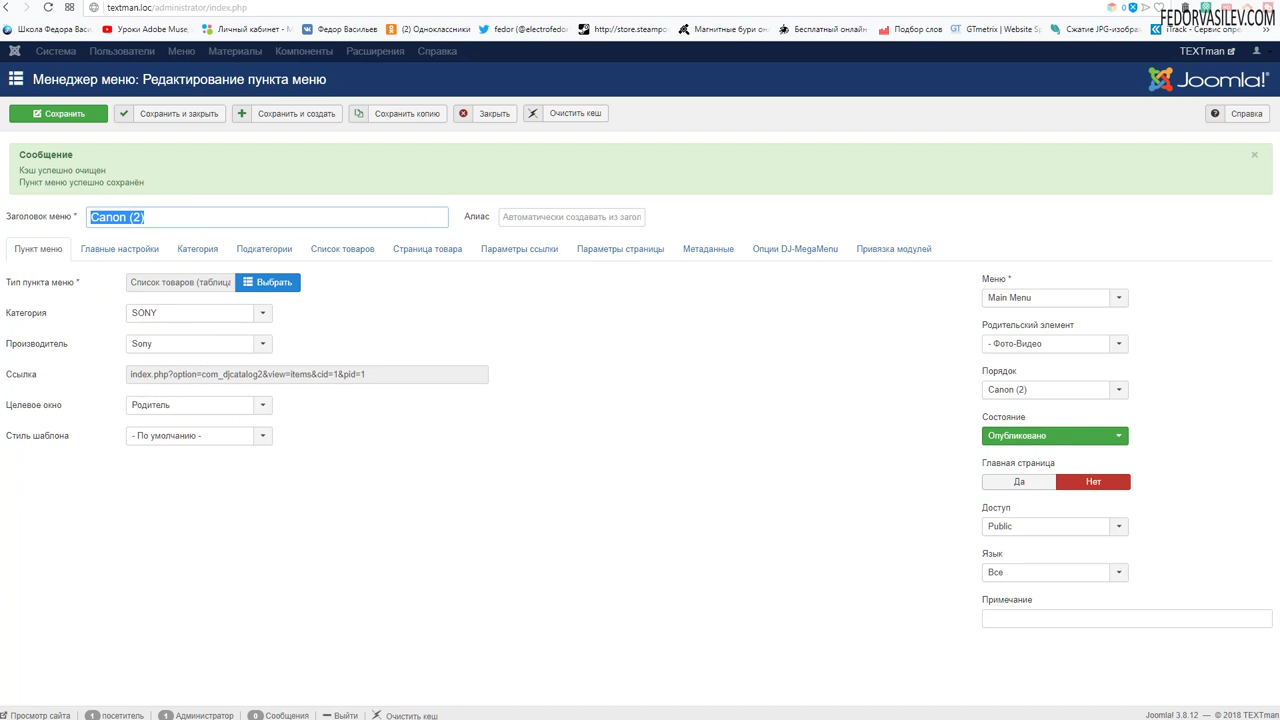 textman.loc/administrator/index.php
FEDORVASILEV.COM
Школа Федора Васи
Уроки Adobe Muse,
Личный кабинет - М
Федор Васильев
(1) Одноклассники
fedor (@electrofedo
http://store.steampo
Магнитные бури он
Бесплатный онлайн
Подбор слов
GTmetrix | Website S
Сжатие JPG-изобра
iTrack - Сервис опре
Система Пользователи Меню Материалы Компоненты Расширения Справка
TEXTman
Менеджер меню: Редактирование пункта меню
Joomla!®
Сохранить
Сохранить и закрыть
Сохранить и создать
Сохранить копию
Закрыть
Очистить кеш
Справка
Сообщение
Кэш успешно очищен
Пункт меню успешно сохранён
Заголовок меню *
Canon (2)
Алиас
Автоматически создавать из загол
Пункт меню
Главные настройки
Категория
Подкатегории
Список товаров
Страница товара
Параметры ссылки
Параметры страницы
Метаданные
Опции DJ-MegaMenu
Привязка модулей
Тип пункта меню *
Список товаров (таблица
Выбрать
Категория
SONY
Производитель
Sony
Ссылка
index.php?option=com_djcatalog2&view=items&cid=1&pid=1
Целевое окно
Родитель
Стиль шаблона
- По умолчанию -
Меню *
Main Menu
Родительский элемент
- Фото-Видео
Порядок
Canon (2)
Состояние
Опубликовано
Главная страница
Да
Нет
Доступ
Public
Язык
Все
Примечание
Просмотр сайта
1 посетитель
1 Администратор
0 Сообщения
Выйти
Очистить кеш
Joomla! 3.8.12 — © 2018 TEXTman